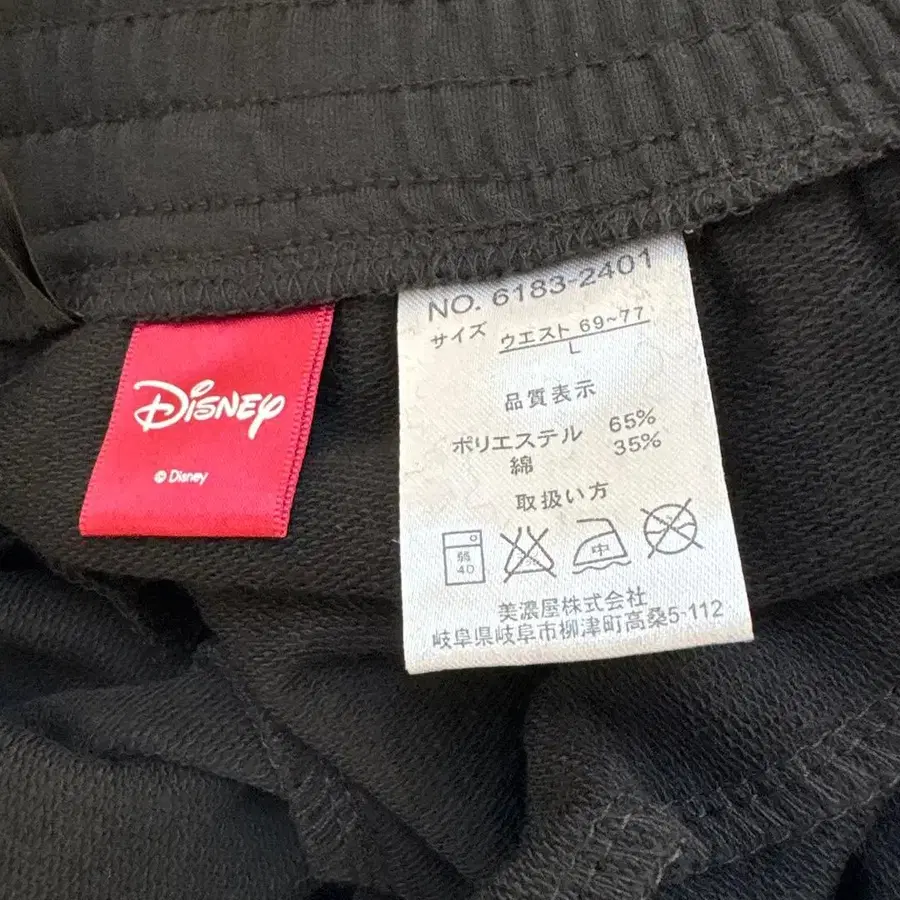 Disney
© Disney
NO. 6183-2401
サイズ ウエスト 69~77
L
品質表示
ポリエステル 65%
綿 35%
取扱い方
弱
40
中
美濃屋株式会社
岐阜県岐阜市柳津町高桑5-112